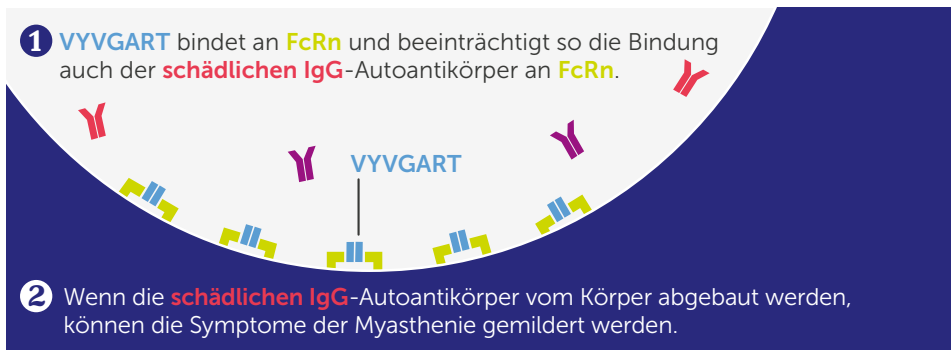 1 VYVGART bindet an FcRn und beeinträchtigt so die Bindung
auch der schädlichen IgG-Autoantikörper an FcRn.
VYVGART
2 Wenn die schädlichen IgG-Autoantikörper vom Körper abgebaut werden,
können die Symptome der Myasthenie gemildert werden.